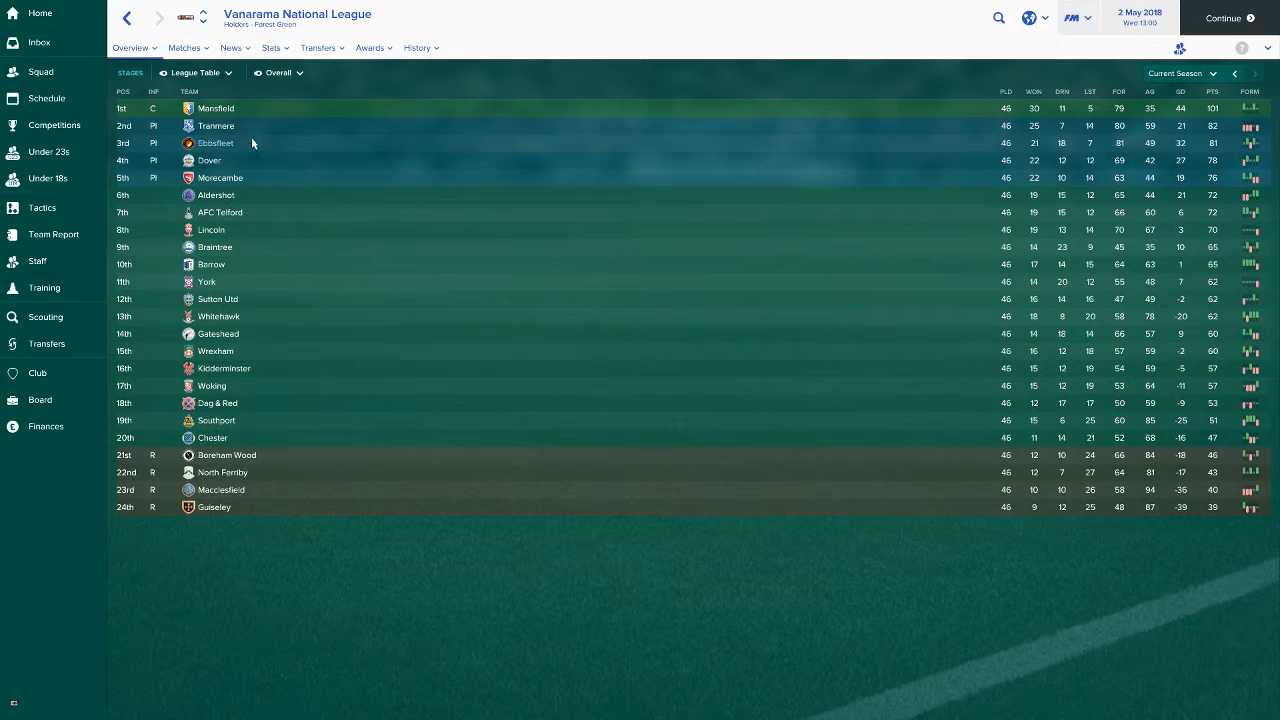 Home
Inbox
Squad
Schedule
Competitions
Under 23s
Under 18s
Tactics
Team Report
Staff
Training
Scouting
Transfers
Club
Board
Finances
Vanarama National League
Holders - Forest Green
FM
2 May 2018
Wed 13:00
Continue
Overview Matches News Stats Transfers Awards History
STAGES League Table Overall Current Season
POS INF TEAM PLD WON DRN LST FOR AG GD PTS FORM
1st C Mansfield 46 30 11 5 79 35 44 101
2nd Pl Tranmere 46 25 7 14 80 59 21 82
3rd Pl Ebbsfleet 46 21 18 7 81 49 32 81
4th Pl Dover 46 22 12 12 69 42 27 78
5th Pl Morecambe 46 22 10 14 63 44 19 76
6th Aldershot 46 19 15 12 65 44 21 72
7th AFC Telford 46 19 15 12 66 60 6 72
8th Lincoln 46 19 13 14 70 67 3 70
9th Braintree 46 14 23 9 45 35 10 65
10th Barrow 46 17 14 15 64 63 1 65
11th York 46 14 20 12 55 48 7 62
12th Sutton Utd 46 16 14 16 47 49 -2 62
13th Whitehawk 46 18 8 20 58 78 -20 62
14th Gateshead 46 14 18 14 66 57 9 60
15th Wrexham 46 16 12 18 57 59 -2 60
16th Kidderminster 46 15 12 19 54 59 -5 57
17th Woking 46 15 12 19 53 64 -11 57
18th Dag & Red 46 12 17 17 50 59 -9 53
19th Southport 46 15 6 25 60 85 -25 51
20th Chester 46 11 14 21 52 68 -16 47
21st R Boreham Wood 46 12 10 24 66 84 -18 46
22nd R North Ferriby 46 12 7 27 64 81 -17 43
23rd R Macclesfield 46 10 10 26 58 94 -36 40
24th R Guiseley 46 9 12 25 48 87 -39 39